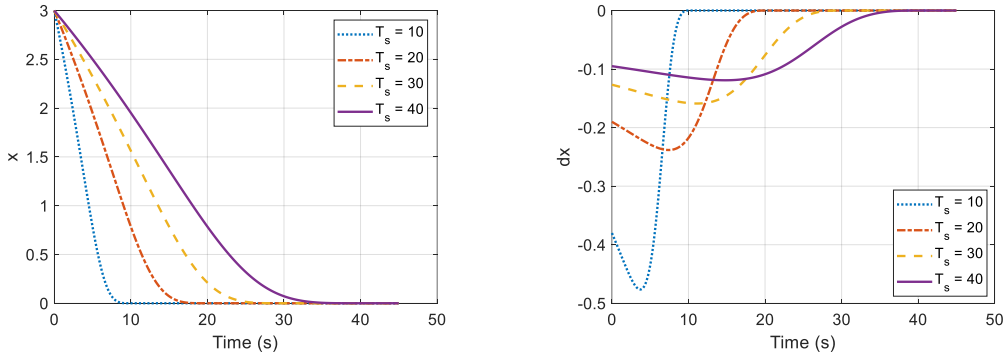 3
2.5
2
1.5
1
0.5
0
x
0 10 20 30 40 50
Time (s)
T_s = 10
T_s = 20
T_s = 30
T_s = 40
0
-0.1
-0.2
-0.3
-0.4
-0.5
dx
0 10 20 30 40 50
Time (s)
T_s = 10
T_s = 20
T_s = 30
T_s = 40